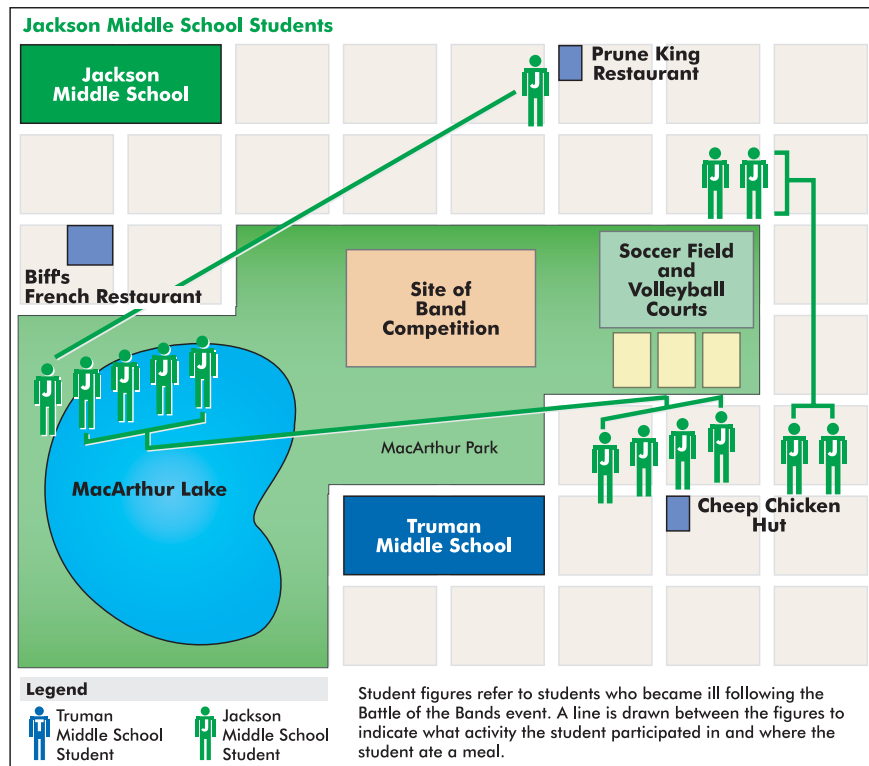 Jackson Middle School Students
Jackson
Middle School
Prune King
Restaurant
J
J J
Biff's
French Restaurant
Site of
Band
Competition
Soccer Field
and
Volleyball
Courts
J J J J J
MacArthur Park
J J J J J J
MacArthur Lake
Truman
Middle School
Cheep Chicken
Hut
Legend
T
Truman
Middle School
Student
J
Jackson
Middle School
Student
Student figures refer to students who became ill following the
Battle of the Bands event. A line is drawn between the figures to
indicate what activity the student participated in and where the
student ate a meal.